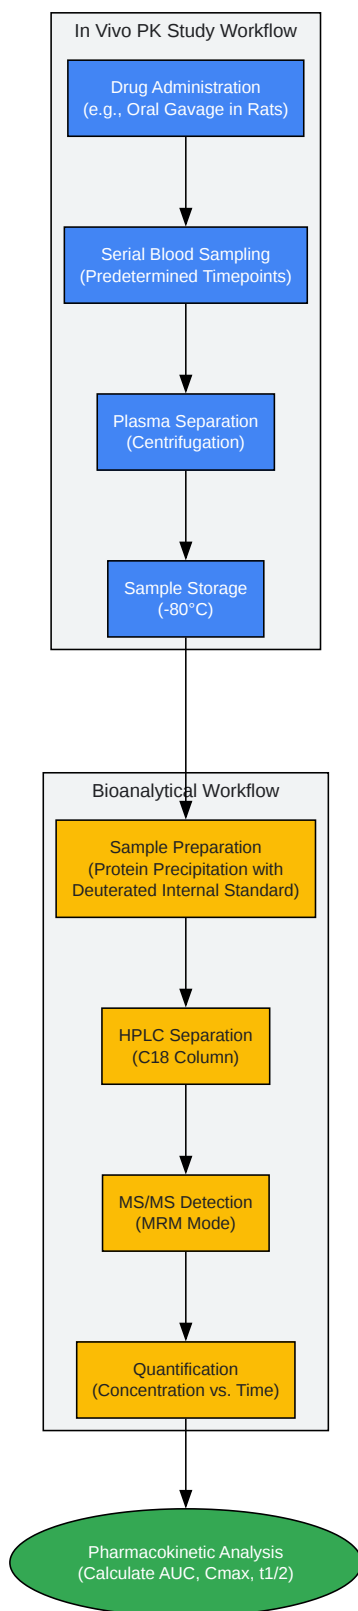 In Vivo PK Study Workflow
Drug Administration
(e.g., Oral Gavage in Rats)
Serial Blood Sampling
(Predetermined Timepoints)
Plasma Separation
(Centrifugation)
Sample Storage
(-80°C)
Bioanalytical Workflow
Sample Preparation
(Protein Precipitation with
Deuterated Internal Standard)
HPLC Separation
(C18 Column)
MS/MS Detection
(MRM Mode)
Quantification
(Concentration vs. Time)
Pharmacokinetic Analysis
(Calculate AUC, Cmax, t1/2)